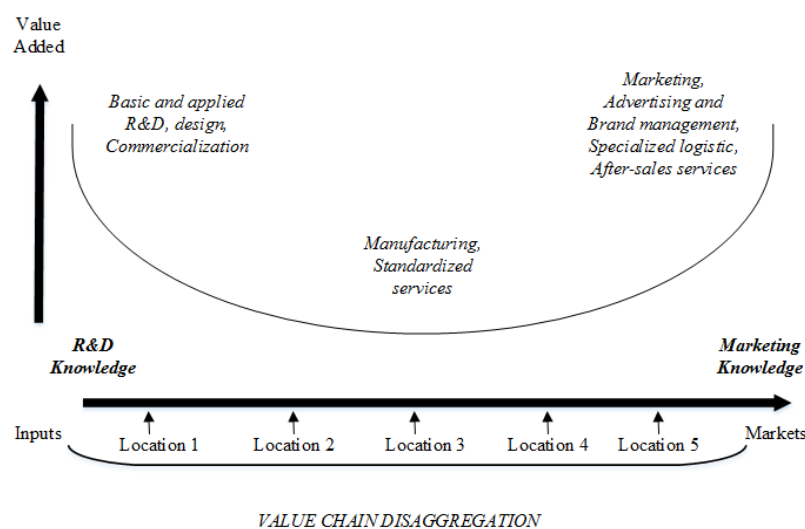 Value
Added
Basic and applied
R&D, design,
Commercialization
Marketing,
Advertising and
Brand management,
Specialized logistic,
After-sales services
Manufacturing,
Standardized
services
R&D
Knowledge
Marketing
Knowledge
Inputs
Location 1
Location 2
Location 3
Location 4
Location 5
Markets
VALUE CHAIN DISAGGREGATION